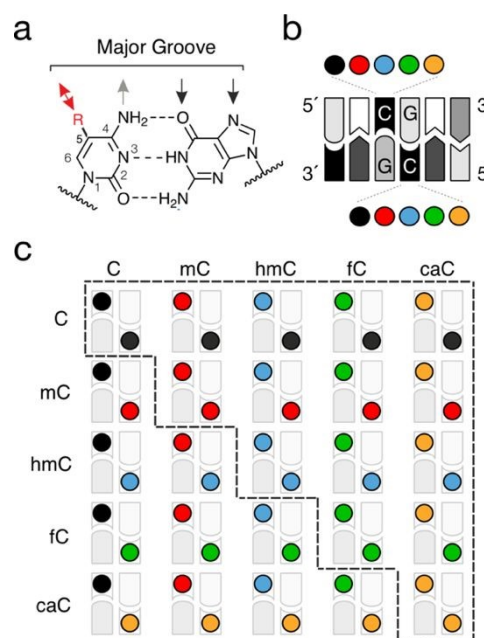 a
Major Groove
R
NH₂
O
N
5
4
6
3
N
HN
N
1
2
N
O
H₂N
b
5´ C G 3´
3´ G C 5´
c
C mC hmC fC caC
C
mC
hmC
fC
caC